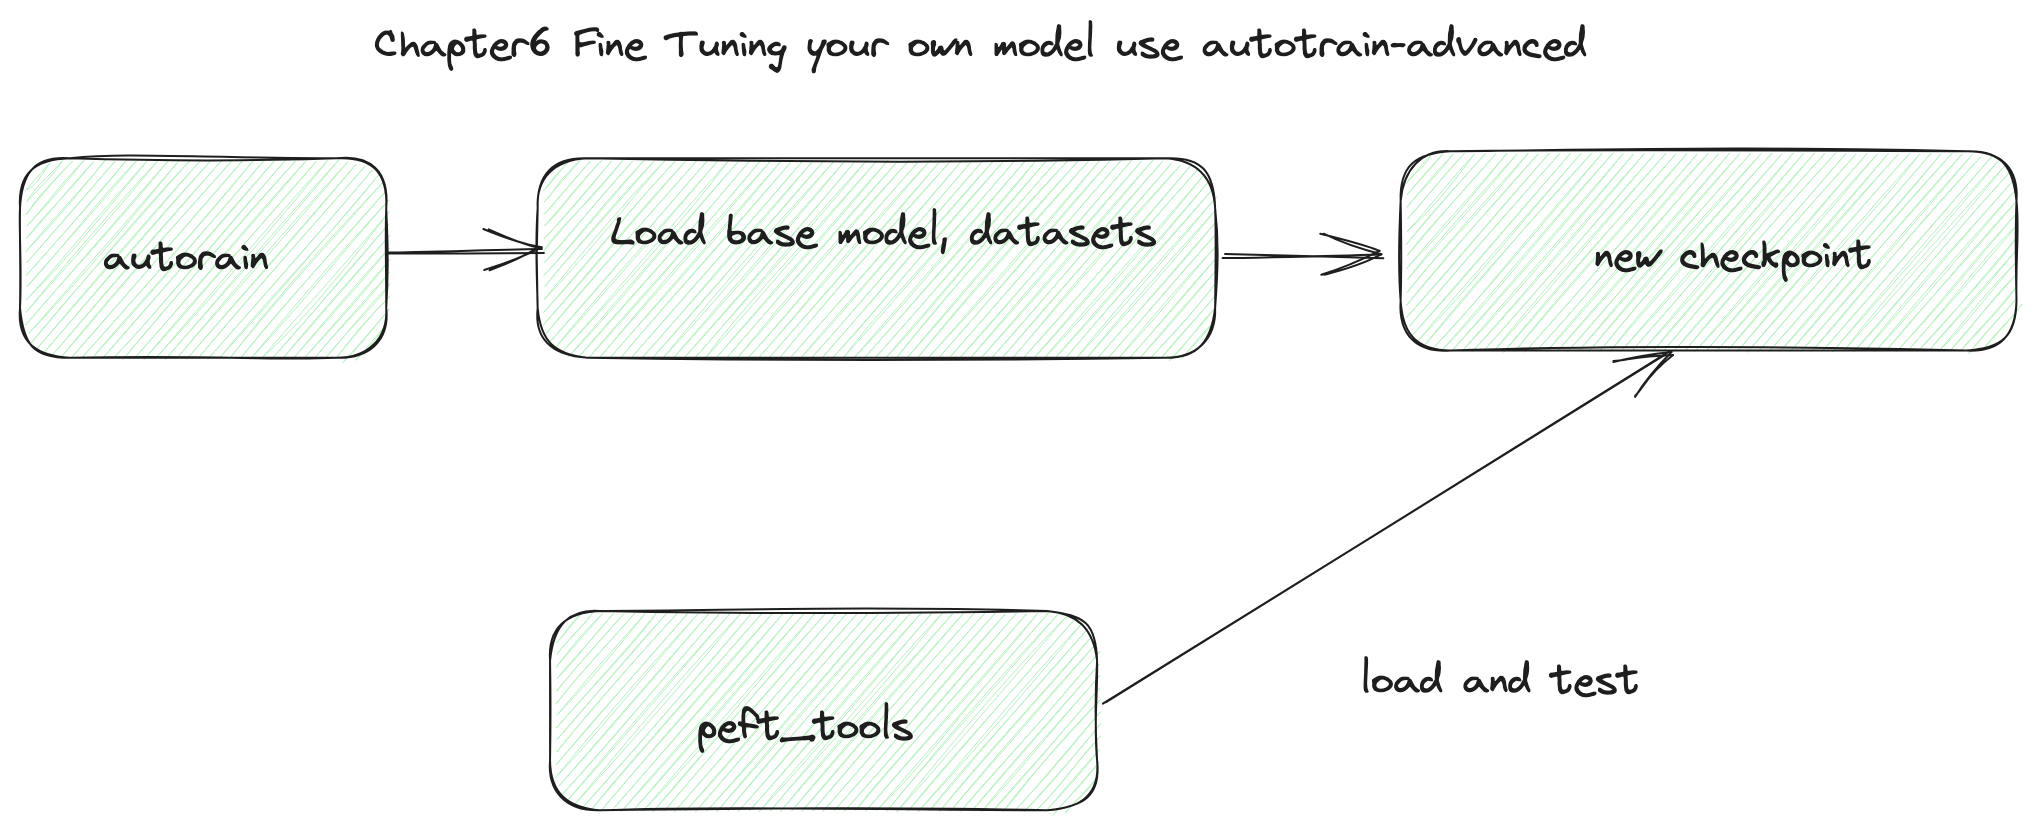 Chapter6 Fine Tuning your own model use autotrain-advanced
autorain
Load base model, datasets
new checkpoint
load and test
peft_tools